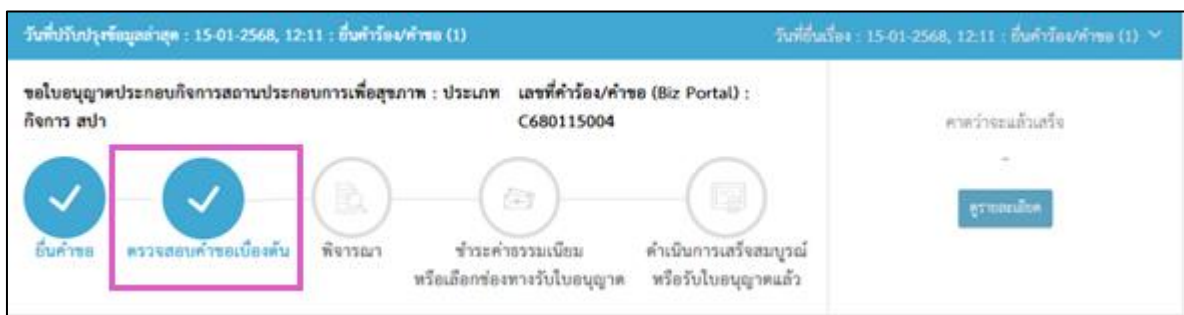 วันที่ปรับปรุงข้อมูลล่าสุด : 15-01-2568, 12:11 : ยื่นคำร้อง/คำขอ (1)
วันที่ยื่นเรื่อง : 15-01-2568, 12:11 : ยื่นคำร้อง/คำขอ (1)
ขอใบอนุญาตประกอบกิจการสถานประกอบการเพื่อสุขภาพ : ประเภท
กิจการ สปา
เลขที่คำร้อง/คำขอ (Biz Portal) :
C680115004
คาดว่าจะแล้วเสร็จ
-
ดูรายละเอียด
ยื่นคำขอ
ตรวจสอบคำขอเบื้องต้น
พิจารณา
ชำระค่าธรรมเนียม
หรือเลือกช่องทางรับใบอนุญาต
ดำเนินการเสร็จสมบูรณ์
หรือรับใบอนุญาตแล้ว